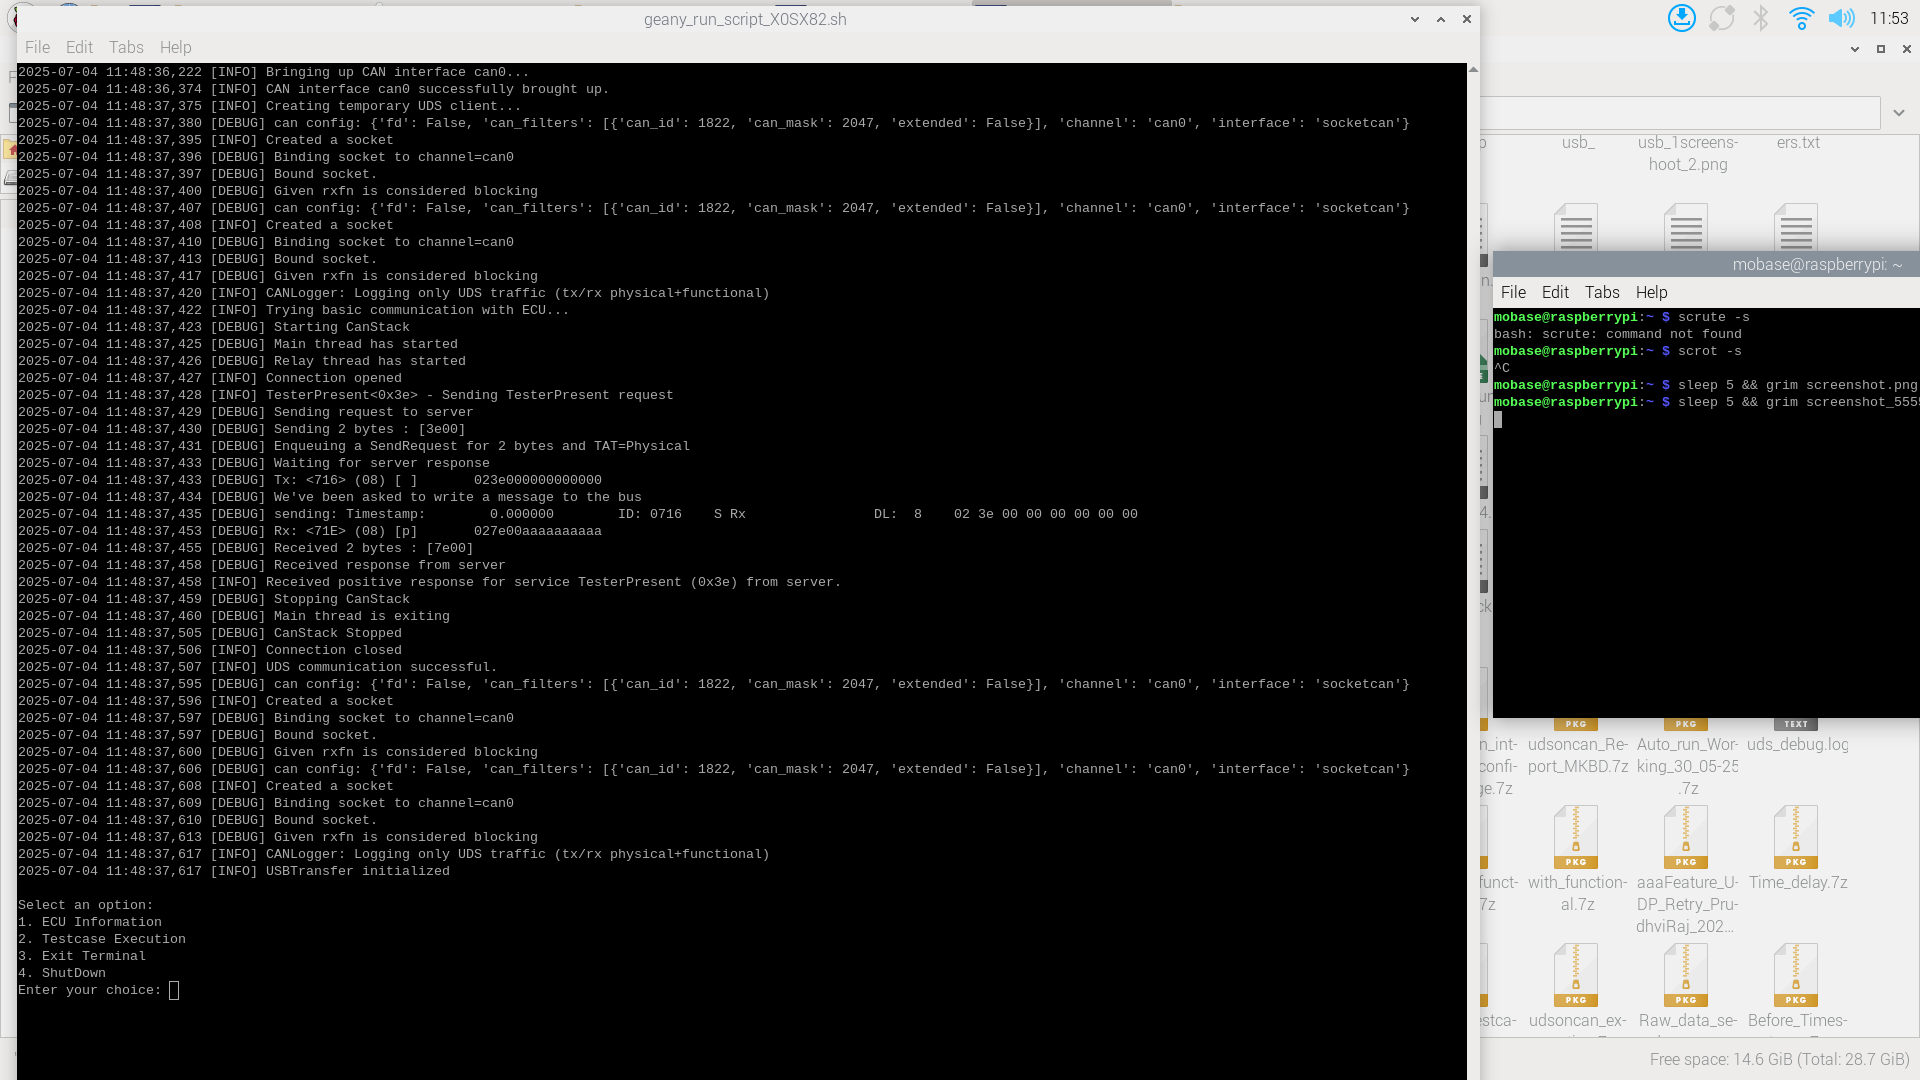 geany_run_script_X0SX82.sh
11:53
File Edit Tabs Help
2025-07-04 11:48:36,222 [INFO] Bringing up CAN interface can0...
2025-07-04 11:48:36,374 [INFO] CAN interface can0 successfully brought up.
2025-07-04 11:48:37,375 [INFO] Creating temporary UDS client...
2025-07-04 11:48:37,380 [DEBUG] can config: {'fd': False, 'can_filters': [{'can_id': 1822, 'can_mask': 2047, 'extended': False}], 'channel': 'can0', 'interface': 'socketcan'}
2025-07-04 11:48:37,395 [INFO] Created a socket
2025-07-04 11:48:37,396 [DEBUG] Binding socket to channel=can0
2025-07-04 11:48:37,397 [DEBUG] Bound socket.
2025-07-04 11:48:37,400 [DEBUG] Given rxfn is considered blocking
2025-07-04 11:48:37,407 [DEBUG] can config: {'fd': False, 'can_filters': [{'can_id': 1822, 'can_mask': 2047, 'extended': False}], 'channel': 'can0', 'interface': 'socketcan'}
2025-07-04 11:48:37,408 [INFO] Created a socket
2025-07-04 11:48:37,410 [DEBUG] Binding socket to channel=can0
2025-07-04 11:48:37,413 [DEBUG] Bound socket.
2025-07-04 11:48:37,417 [DEBUG] Given rxfn is considered blocking
2025-07-04 11:48:37,420 [INFO] CANLogger: Logging only UDS traffic (tx/rx physical+functional)
2025-07-04 11:48:37,422 [INFO] Trying basic communication with ECU...
2025-07-04 11:48:37,423 [DEBUG] Starting CanStack
2025-07-04 11:48:37,425 [DEBUG] Main thread has started
2025-07-04 11:48:37,426 [DEBUG] Relay thread has started
2025-07-04 11:48:37,427 [INFO] Connection opened
2025-07-04 11:48:37,428 [INFO] TesterPresent<0x3e> - Sending TesterPresent request
2025-07-04 11:48:37,429 [DEBUG] Sending request to server
2025-07-04 11:48:37,430 [DEBUG] Sending 2 bytes : [3e00]
2025-07-04 11:48:37,431 [DEBUG] Enqueuing a SendRequest for 2 bytes and TAT=Physical
2025-07-04 11:48:37,433 [DEBUG] Waiting for server response
2025-07-04 11:48:37,433 [DEBUG] Tx: <716> (08) [ ]       023e000000000000
2025-07-04 11:48:37,434 [DEBUG] We've been asked to write a message to the bus
2025-07-04 11:48:37,435 [DEBUG] sending: Timestamp:        0.000000        ID: 0716    S Rx                DL:  8    02 3e 00 00 00 00 00 00
2025-07-04 11:48:37,453 [DEBUG] Rx: <71E> (08) [p]       027e00aaaaaaaaaa
2025-07-04 11:48:37,455 [DEBUG] Received 2 bytes : [7e00]
2025-07-04 11:48:37,458 [DEBUG] Received response from server
2025-07-04 11:48:37,458 [INFO] Received positive response for service TesterPresent (0x3e) from server.
2025-07-04 11:48:37,459 [DEBUG] Stopping CanStack
2025-07-04 11:48:37,460 [DEBUG] Main thread is exiting
2025-07-04 11:48:37,505 [DEBUG] CanStack Stopped
2025-07-04 11:48:37,506 [INFO] Connection closed
2025-07-04 11:48:37,507 [INFO] UDS communication successful.
2025-07-04 11:48:37,595 [DEBUG] can config: {'fd': False, 'can_filters': [{'can_id': 1822, 'can_mask': 2047, 'extended': False}], 'channel': 'can0', 'interface': 'socketcan'}
2025-07-04 11:48:37,596 [INFO] Created a socket
2025-07-04 11:48:37,597 [DEBUG] Binding socket to channel=can0
2025-07-04 11:48:37,597 [DEBUG] Bound socket.
2025-07-04 11:48:37,600 [DEBUG] Given rxfn is considered blocking
2025-07-04 11:48:37,606 [DEBUG] can config: {'fd': False, 'can_filters': [{'can_id': 1822, 'can_mask': 2047, 'extended': False}], 'channel': 'can0', 'interface': 'socketcan'}
2025-07-04 11:48:37,608 [INFO] Created a socket
2025-07-04 11:48:37,609 [DEBUG] Binding socket to channel=can0
2025-07-04 11:48:37,610 [DEBUG] Bound socket.
2025-07-04 11:48:37,613 [DEBUG] Given rxfn is considered blocking
2025-07-04 11:48:37,617 [INFO] CANLogger: Logging only UDS traffic (tx/rx physical+functional)
2025-07-04 11:48:37,617 [INFO] USBTransfer initialized
Select an option:
1. ECU Information
2. Testcase Execution
3. Exit Terminal
4. ShutDown
Enter your choice:
usb_ usb_1screens- ers.txt
hoot_2.png
mobase@raspberrypi: ~
File Edit Tabs Help
mobase@raspberrypi:~ $ scrute -s
bash: scrute: command not found
mobase@raspberrypi:~ $ scrot -s
^C
mobase@raspberrypi:~ $ sleep 5 && grim screenshot.png
mobase@raspberrypi:~ $ sleep 5 && grim screenshot_555
PKG PKG TEXT
n_int- udsoncan_Re- Auto_run_Wor- uds_debug.log
confi- port_MKBD.7z king_30_05-25
ge.7z .7z
PKG PKG PKG
funct- with_function- aaaFeature_U- Time_delay.7z
7z al.7z DP_Retry_Pru-
dhviRaj_202...
PKG PKG PKG
estca- udsoncan_ex- Raw_data_se- Before_Times-
Free space: 14.6 GiB (Total: 28.7 GiB)